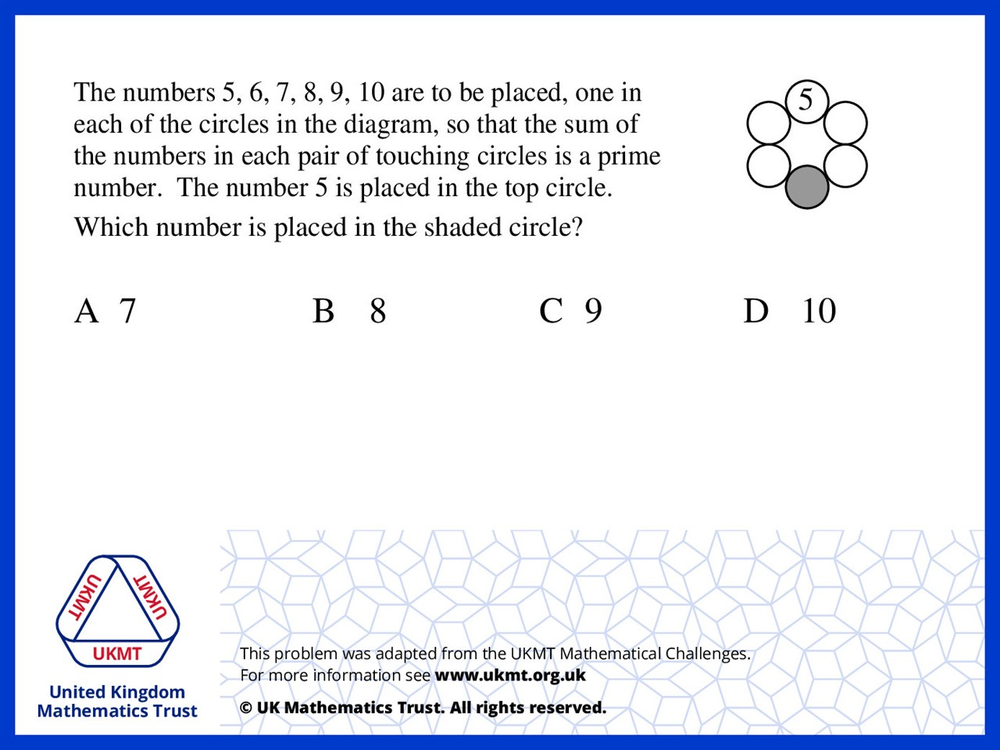 The numbers 5, 6, 7, 8, 9, 10 are to be placed, one in
each of the circles in the diagram, so that the sum of
the numbers in each pair of touching circles is a prime
number.  The number 5 is placed in the top circle.
Which number is placed in the shaded circle?
5
A 7 B 8 C 9 D 10
UKMT
UKMT
UKMT
United Kingdom
Mathematics Trust
This problem was adapted from the UKMT Mathematical Challenges.
For more information see www.ukmt.org.uk
© UK Mathematics Trust. All rights reserved.